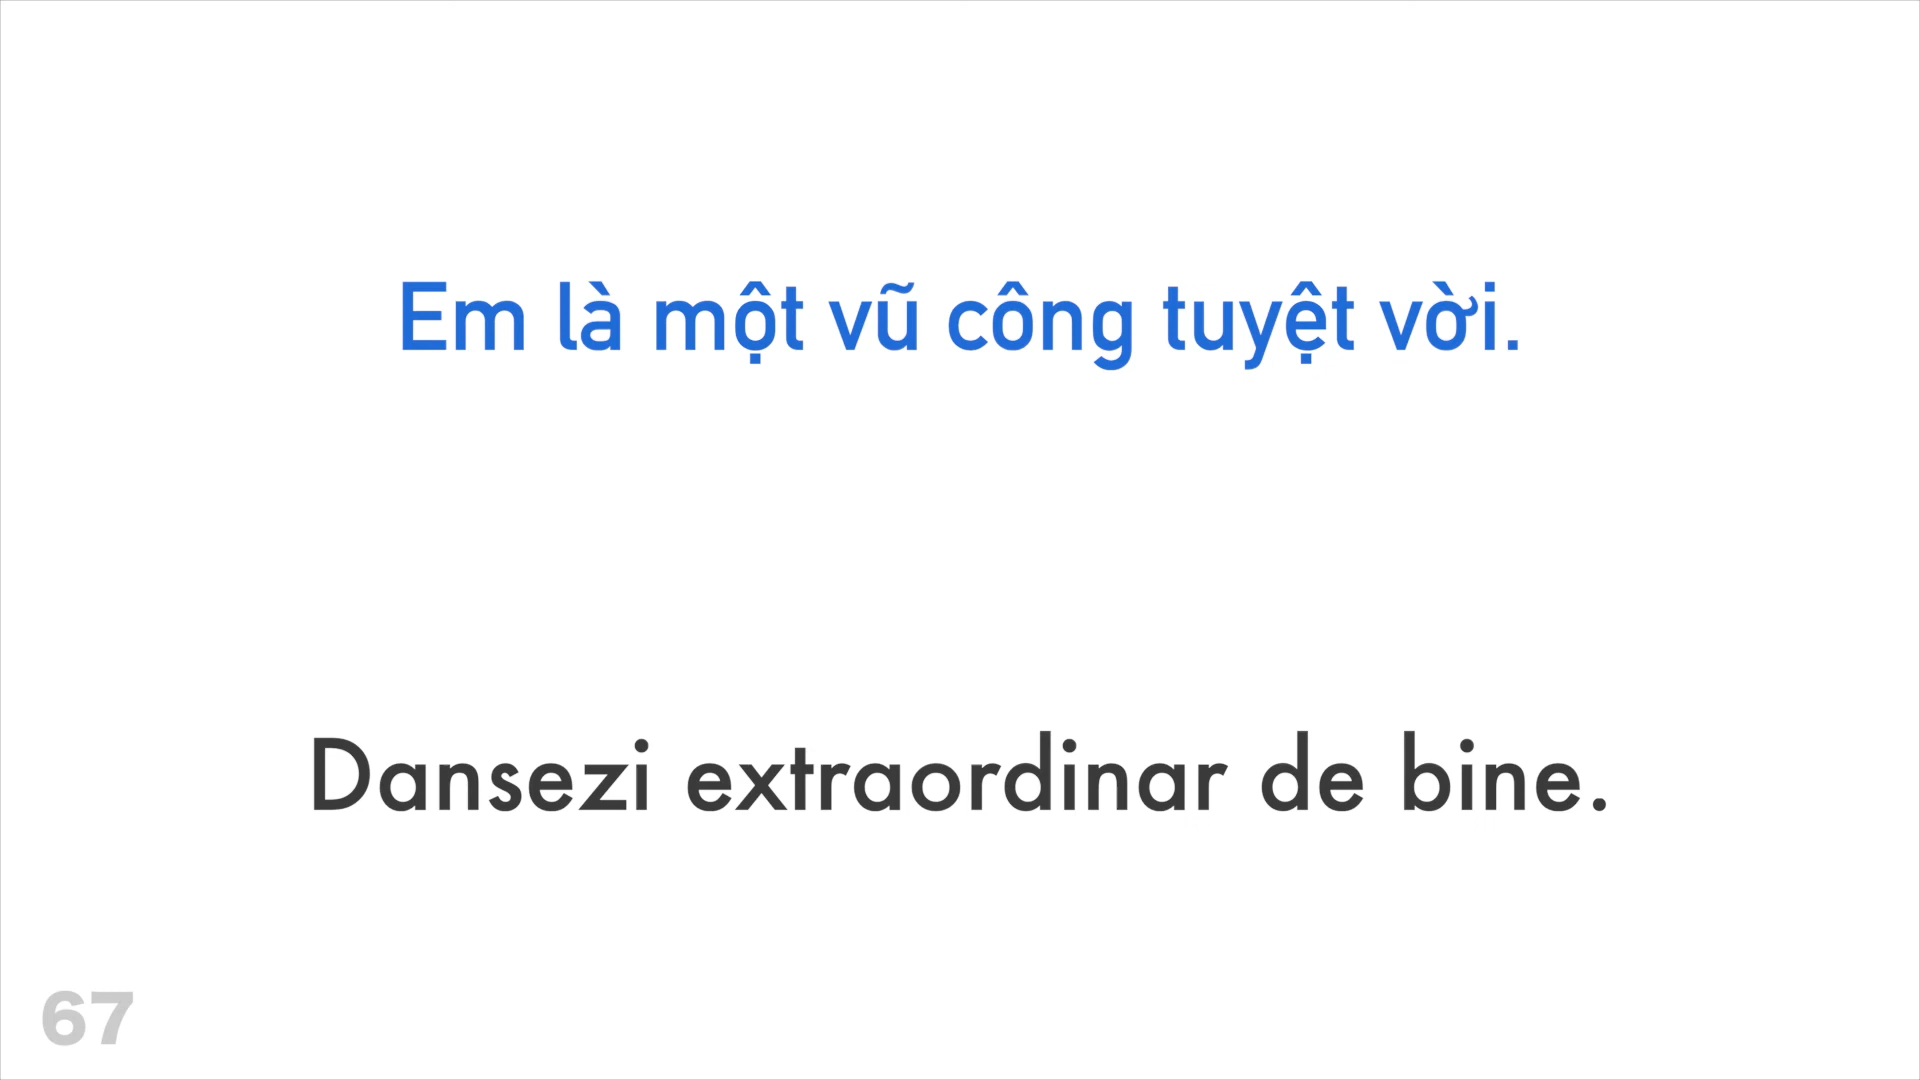 Em là một vũ công tuyệt vời.
Dansezi extraordinar de bine.
67